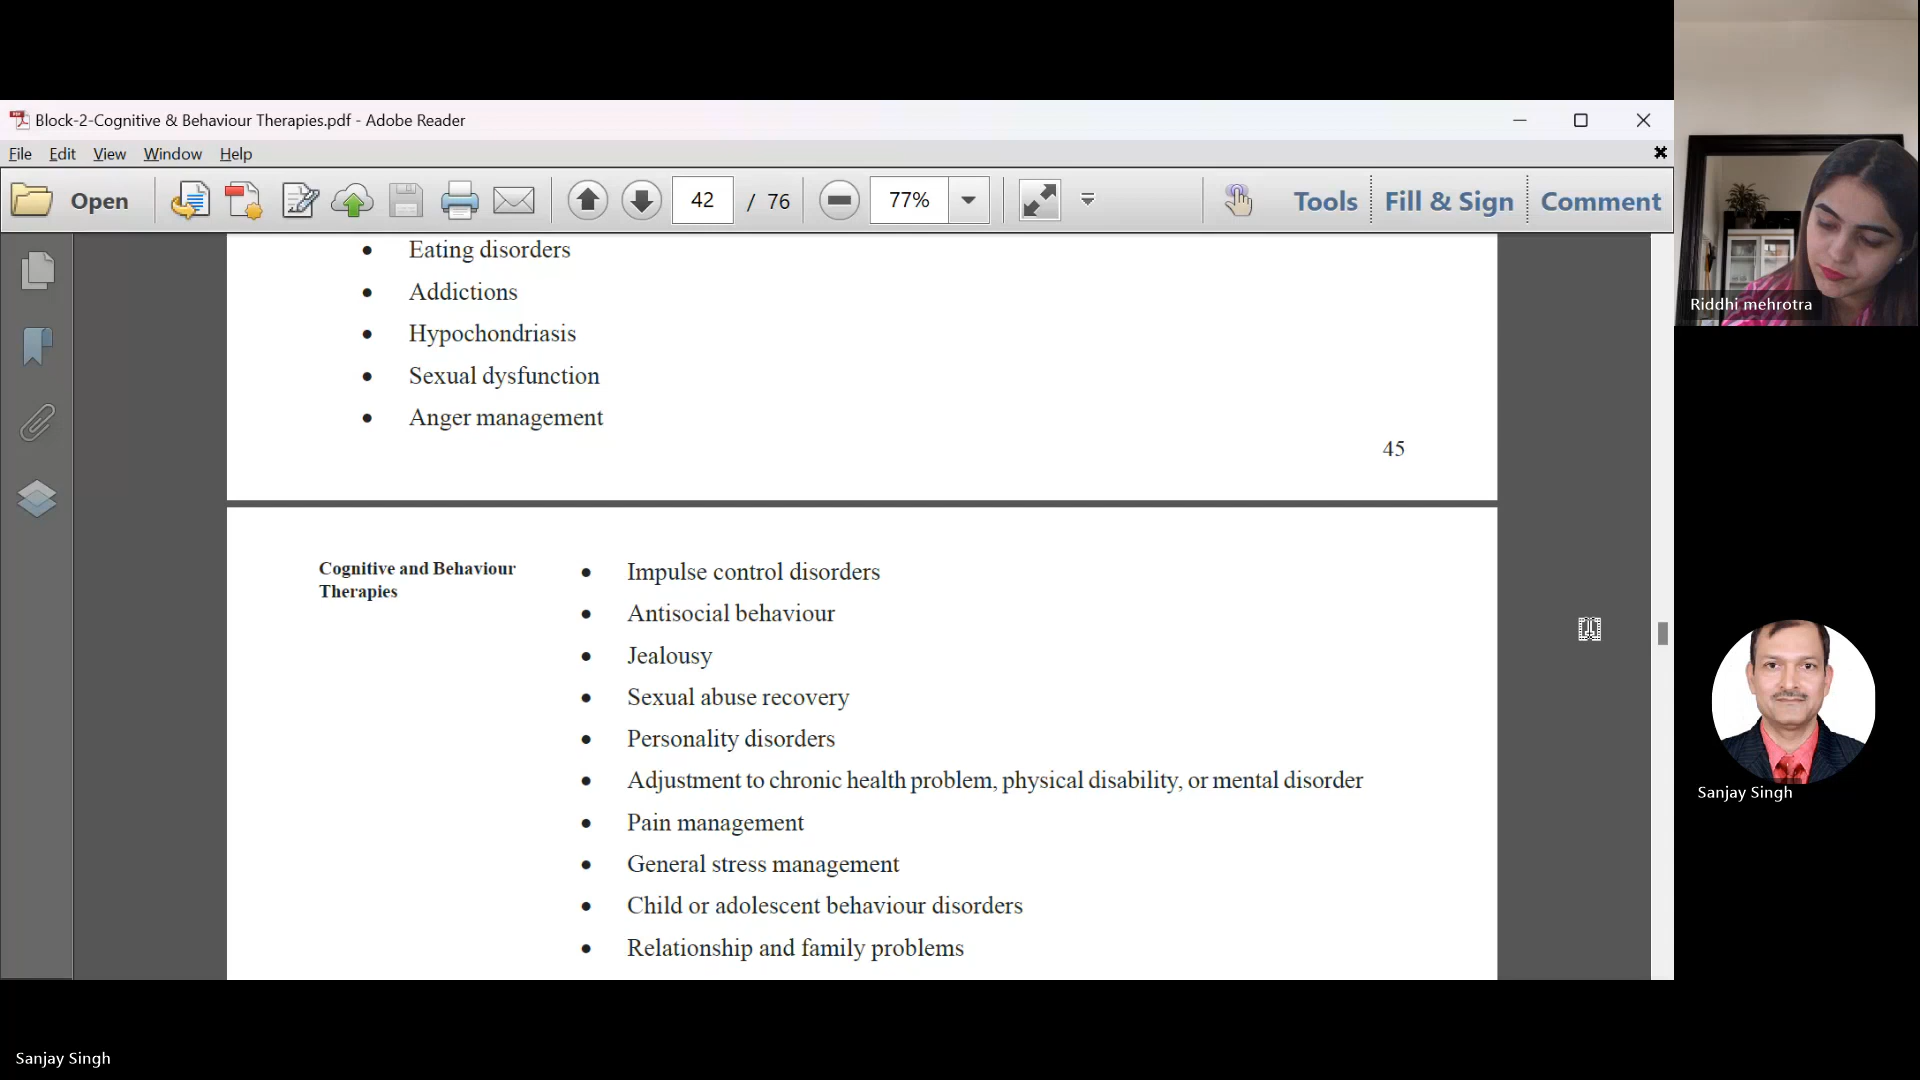 Block-2-Cognitive & Behaviour Therapies.pdf - Adobe Reader
File Edit View Window Help
Open 42 / 76 77% Tools Fill & Sign Comment
• Eating disorders
• Addictions
• Hypochondriasis
• Sexual dysfunction
• Anger management
45
Cognitive and Behaviour
Therapies
• Impulse control disorders
• Antisocial behaviour
• Jealousy
• Sexual abuse recovery
• Personality disorders
• Adjustment to chronic health problem, physical disability, or mental disorder
• Pain management
• General stress management
• Child or adolescent behaviour disorders
• Relationship and family problems
Riddhi mehrotra
Sanjay Singh
Sanjay Singh